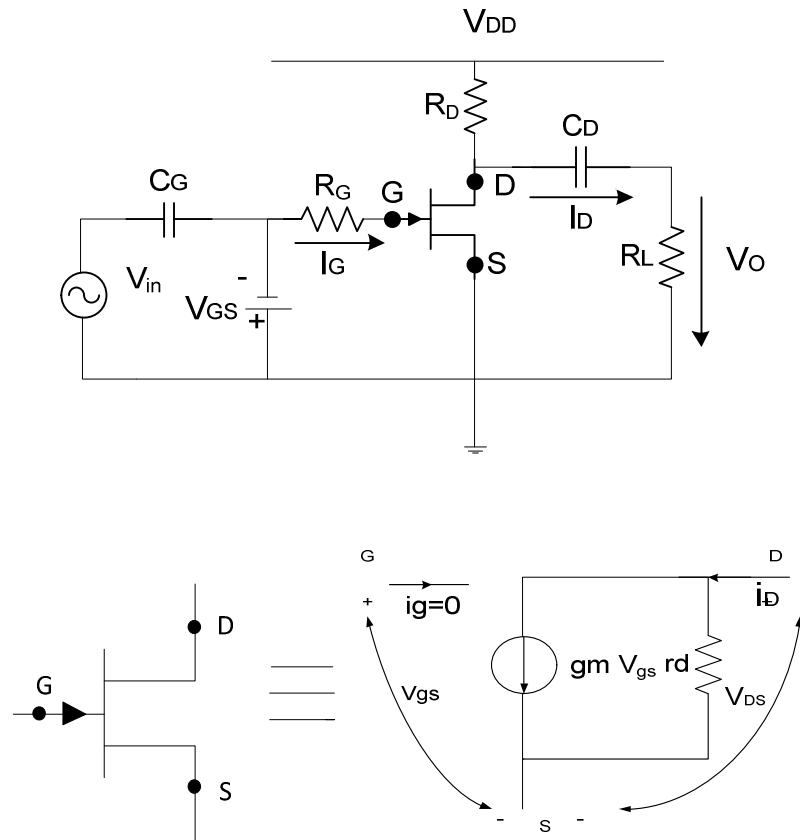 VDD
RD
CD
CG
RG
G
D
ID
IG
S
RL
VO
Vin
-
VGS
+
G
D
+
ig=0
iD
+
D
G
gm Vgs rd
Vgs
VDS
S
-
S
-